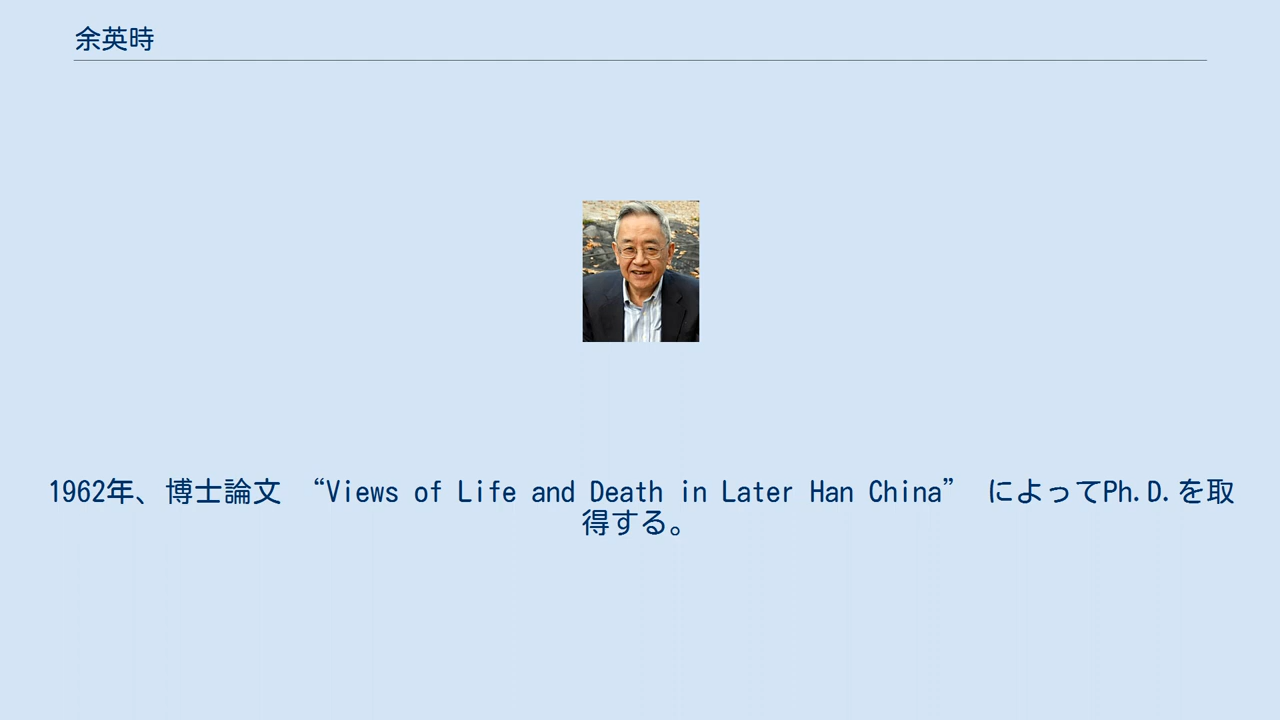 余英時
1962年、博士論文 “Views of Life and Death in Later Han China” によってPh.D.を取
得する。